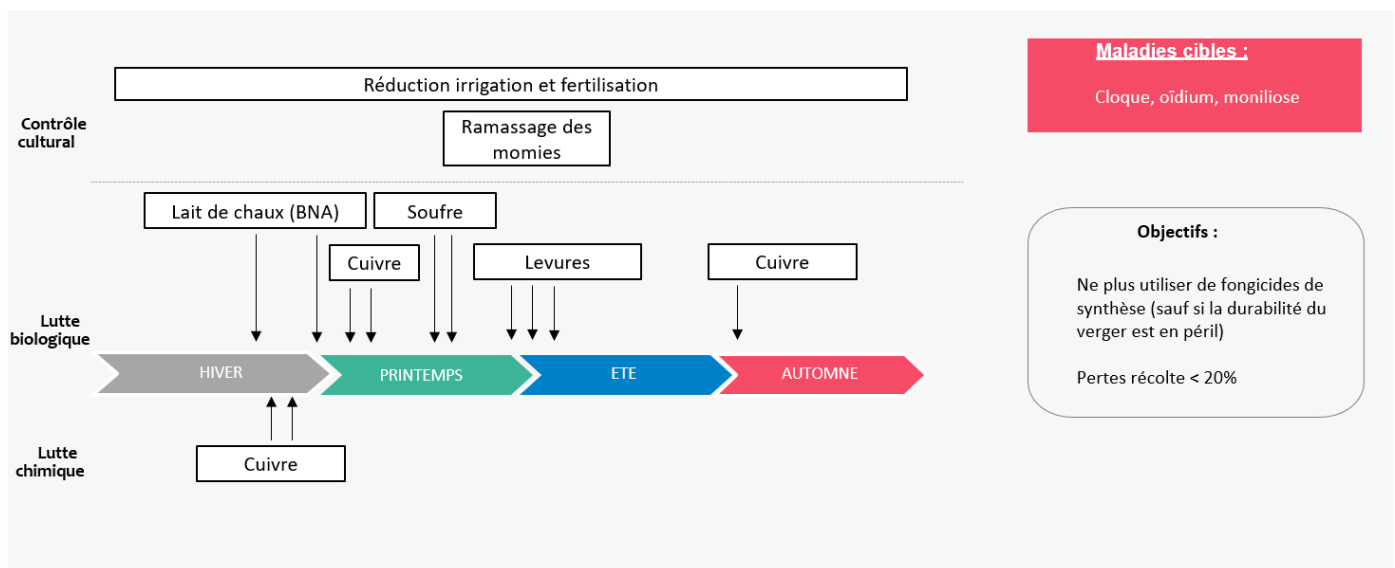 Maladies cibles :
Cloque, oïdium, moniliose
Réduction irrigation et fertilisation
Contrôle
cultural
Ramassage des
momies
Lait de chaux (BNA)
Soufre
Cuivre
Levures
Cuivre
Objectifs :
Ne plus utiliser de fongicides de
synthèse (sauf si la durabilité du
verger est en péril)
Pertes récolte < 20%
Lutte
biologique
HIVER
PRINTEMPS
ETE
AUTOMNE
Lutte
chimique
Cuivre